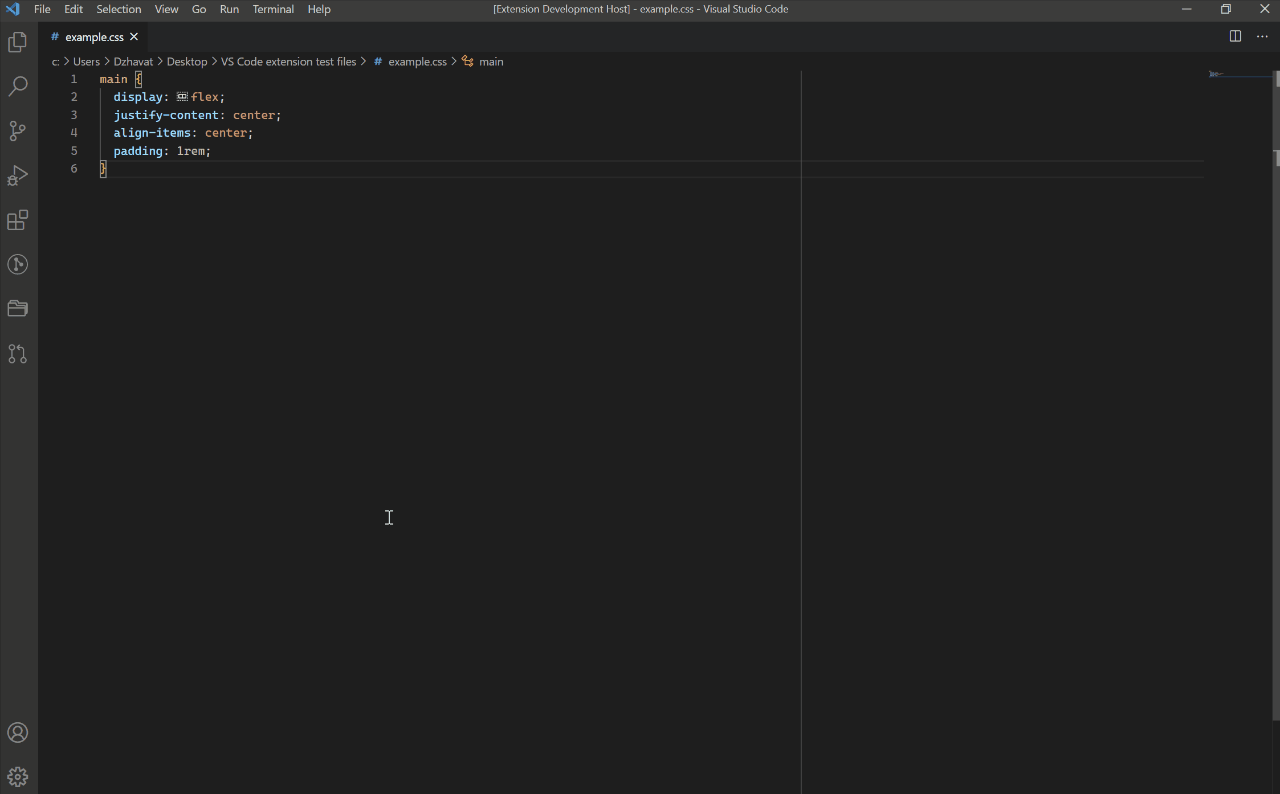 File Edit Selection View Go Run Terminal Help [Extension Development Host] - example.css - Visual Studio Code
# example.css
c: > Users > Dzhavat > Desktop > VS Code extension test files > # example.css > main
1 main {
2 display: flex;
3 justify-content: center;
4 align-items: center;
5 padding: 1rem;
6 }